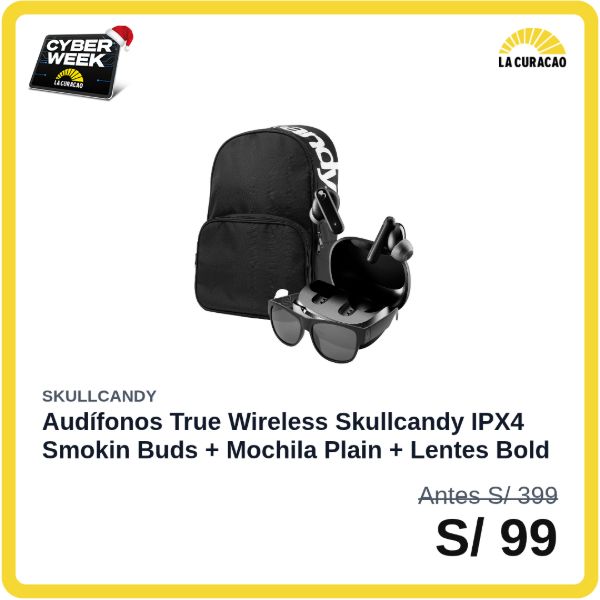 CYBER
WEEK
LA CURACAO
LA CURACAO
SKULLCANDY
Audífonos True Wireless Skullcandy IPX4
Smokin Buds + Mochila Plain + Lentes Bold
Antes S/ 399
S/ 99